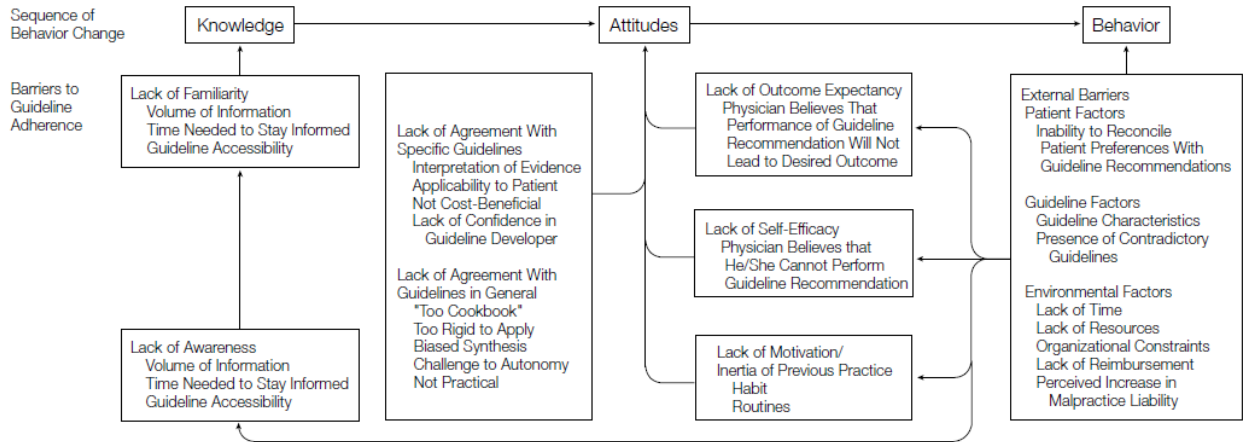 Sequence of
Behavior Change
Knowledge
Attitudes
Behavior
Barriers to
Guideline
Adherence
Lack of Familiarity
Volume of Information
Time Needed to Stay Informed
Guideline Accessibility
Lack of Awareness
Volume of Information
Time Needed to Stay Informed
Guideline Accessibility
Lack of Agreement With
Specific Guidelines
Interpretation of Evidence
Applicability to Patient
Not Cost-Beneficial
Lack of Confidence in
Guideline Developer
Lack of Agreement With
Guidelines in General
"Too Cookbook"
Too Rigid to Apply
Biased Synthesis
Challenge to Autonomy
Not Practical
Lack of Outcome Expectancy
Physician Believes That
Performance of Guideline
Recommendation Will Not
Lead to Desired Outcome
Lack of Self-Efficacy
Physician Believes that
He/She Cannot Perform
Guideline Recommendation
Lack of Motivation/
Inertia of Previous Practice
Habit
Routines
External Barriers
Patient Factors
Inability to Reconcile
Patient Preferences With
Guideline Recommendations
Guideline Factors
Guideline Characteristics
Presence of Contradictory
Guidelines
Environmental Factors
Lack of Time
Lack of Resources
Organizational Constraints
Lack of Reimbursement
Perceived Increase in
Malpractice Liability